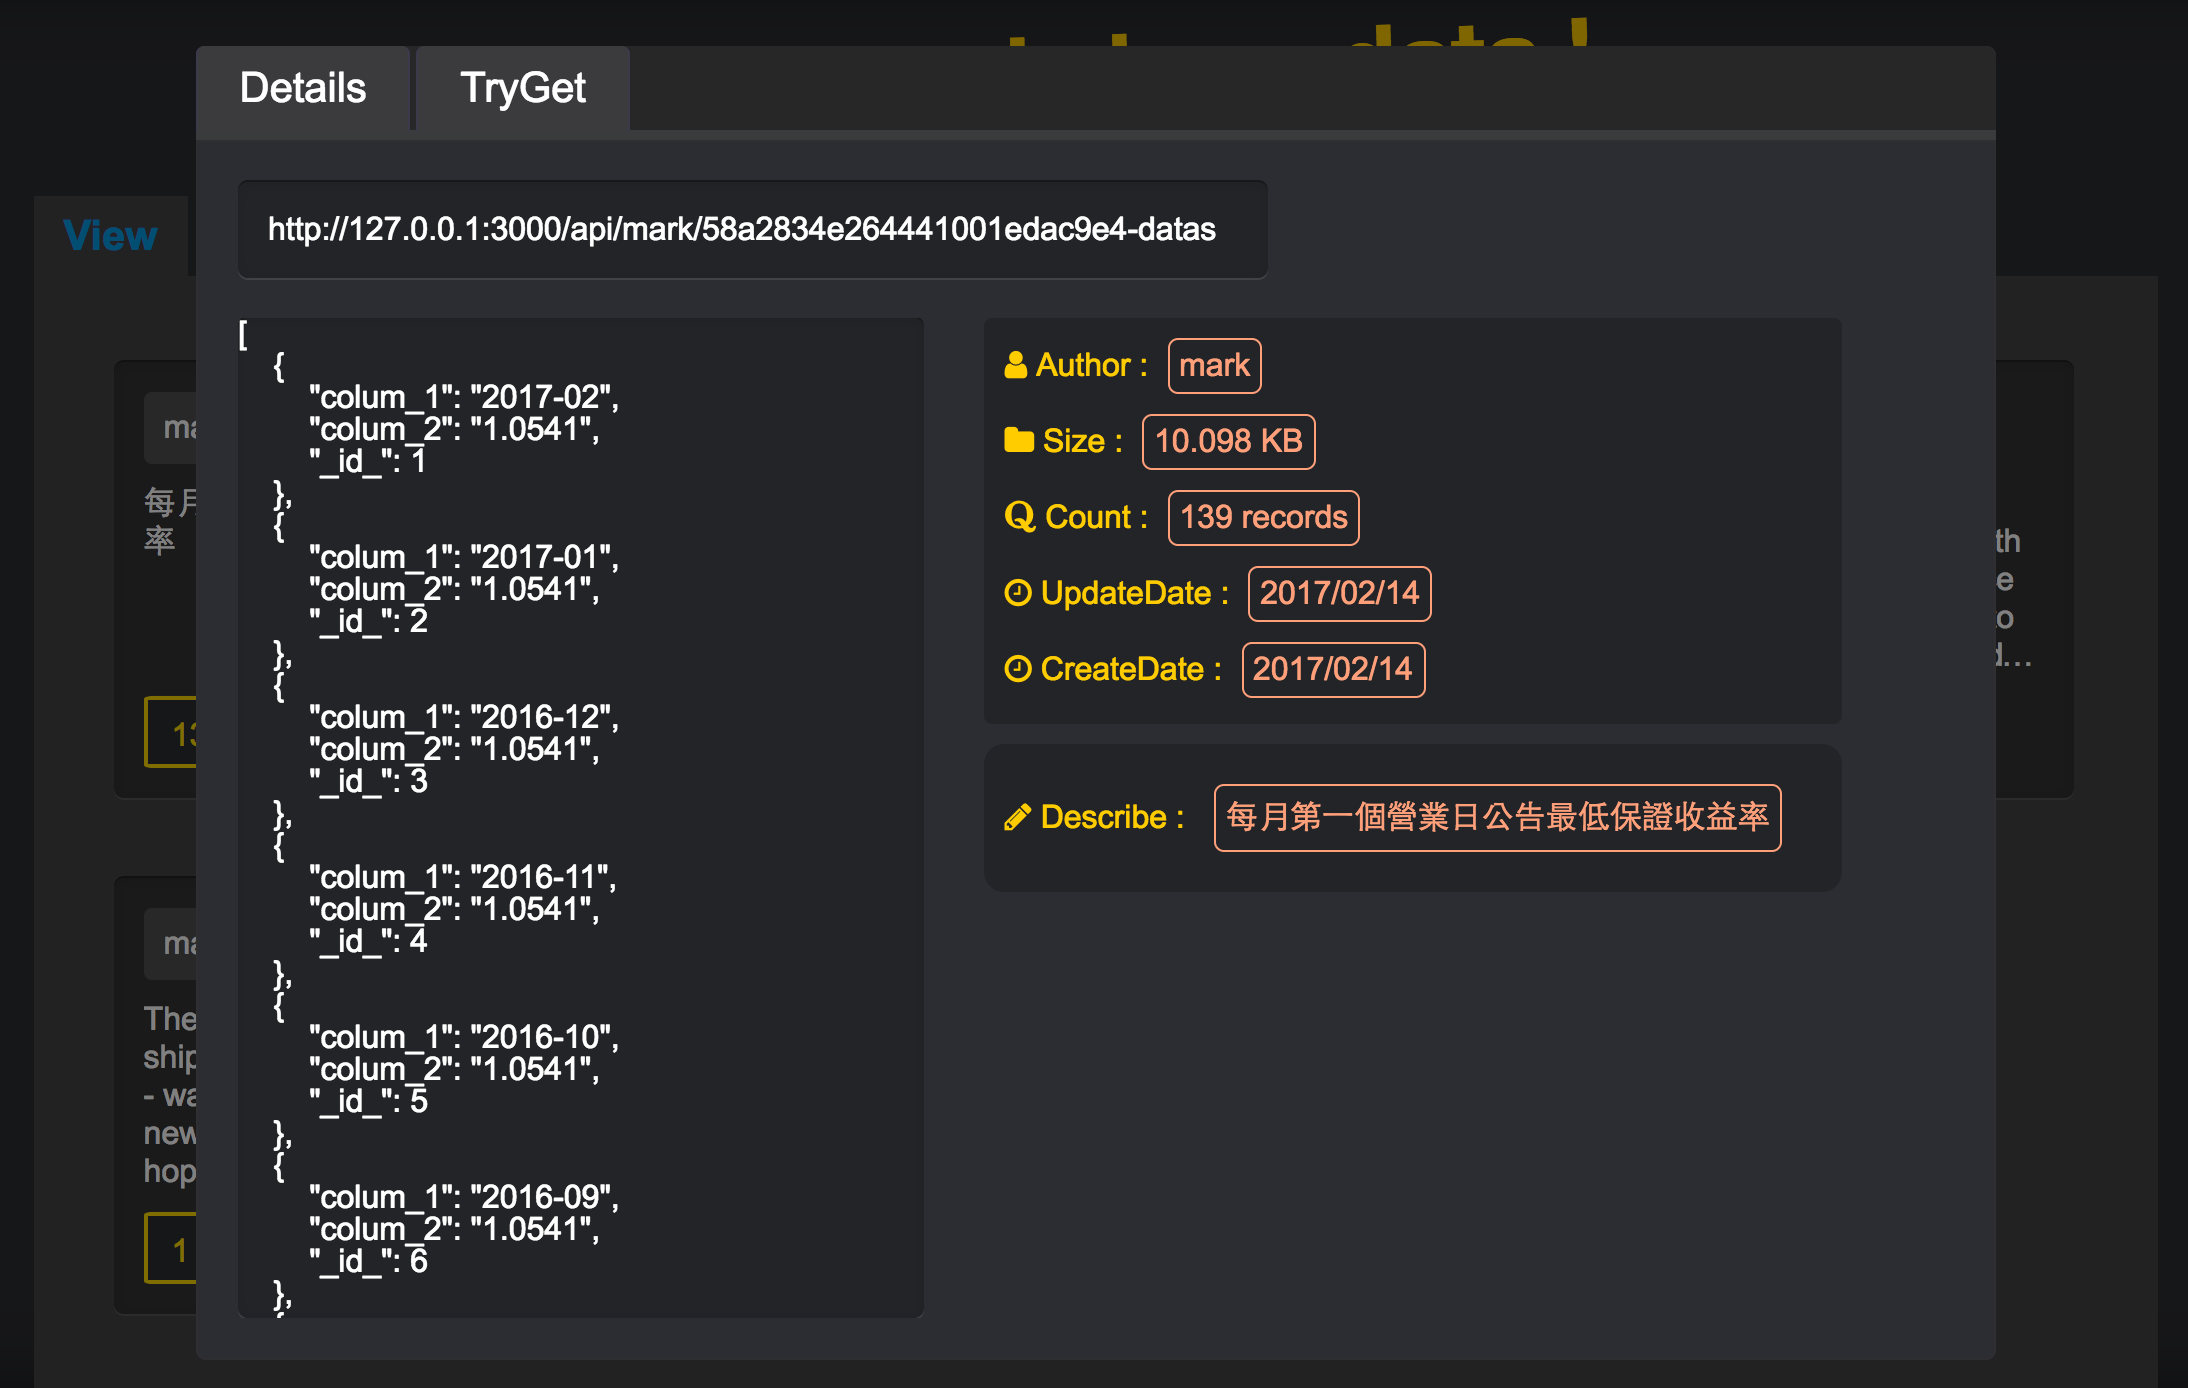 Details
TryGet
View
http://127.0.0.1:3000/api/mark/58a2834e264441001edac9e4-datas
[
{
"colum_1": "2017-02",
"colum_2": "1.0541",
"_id_": 1
},
{
"colum_1": "2017-01",
"colum_2": "1.0541",
"_id_": 2
},
{
"colum_1": "2016-12",
"colum_2": "1.0541",
"_id_": 3
},
{
"colum_1": "2016-11",
"colum_2": "1.0541",
"_id_": 4
},
{
"colum_1": "2016-10",
"colum_2": "1.0541",
"_id_": 5
},
{
"colum_1": "2016-09",
"colum_2": "1.0541",
"_id_": 6
},
Author : mark
Size : 10.098 KB
Count : 139 records
UpdateDate : 2017/02/14
CreateDate : 2017/02/14
Describe : 每月第一個營業日公告最低保證收益率
每月
率
The
ship
- wa
new
hop
1